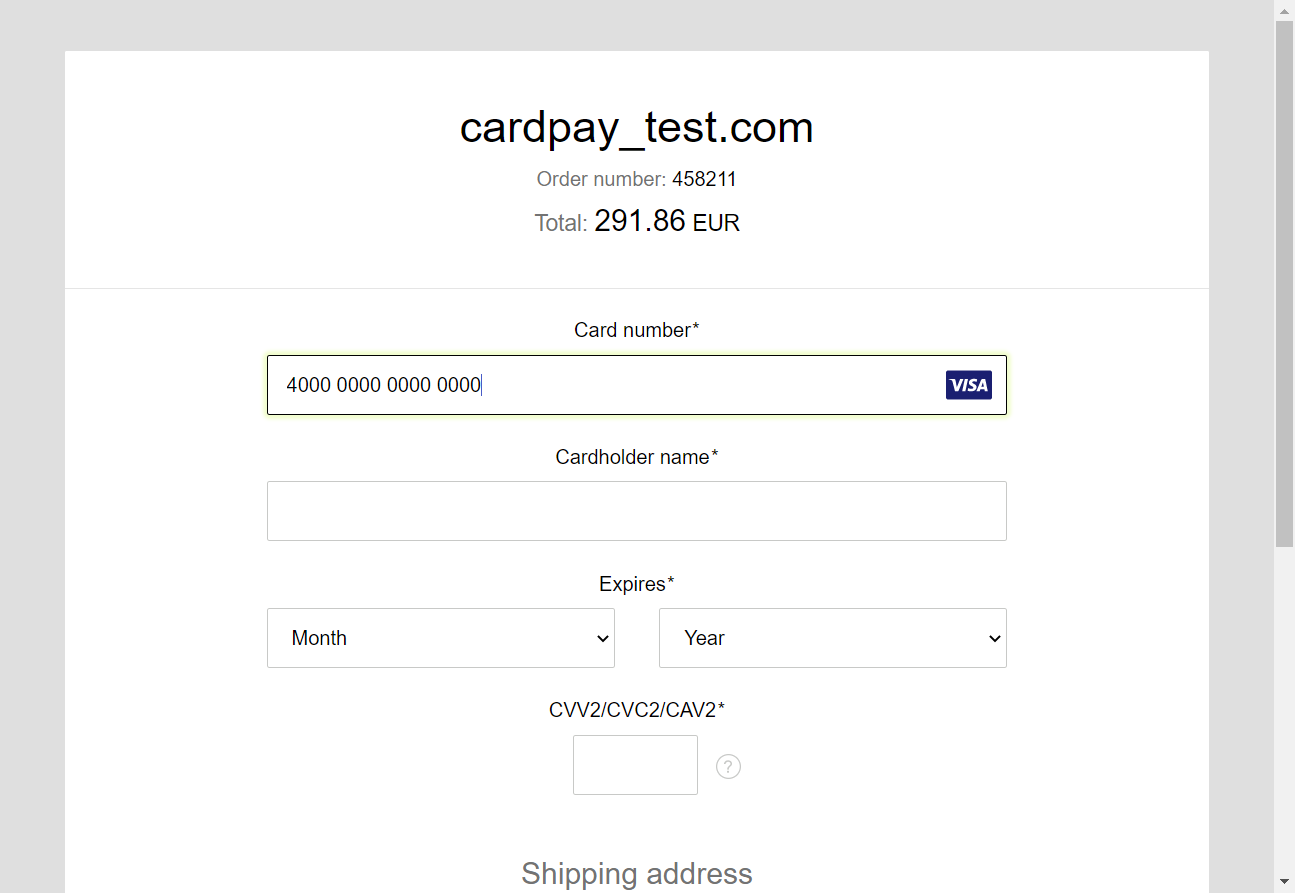 cardpay_test.com
Order number: 458211
Total: 291.86 EUR
Card number*
4000 0000 0000 0000 VISA
Cardholder name*
Expires*
Month Year
CVV2/CVC2/CAV2*
?
Shipping address